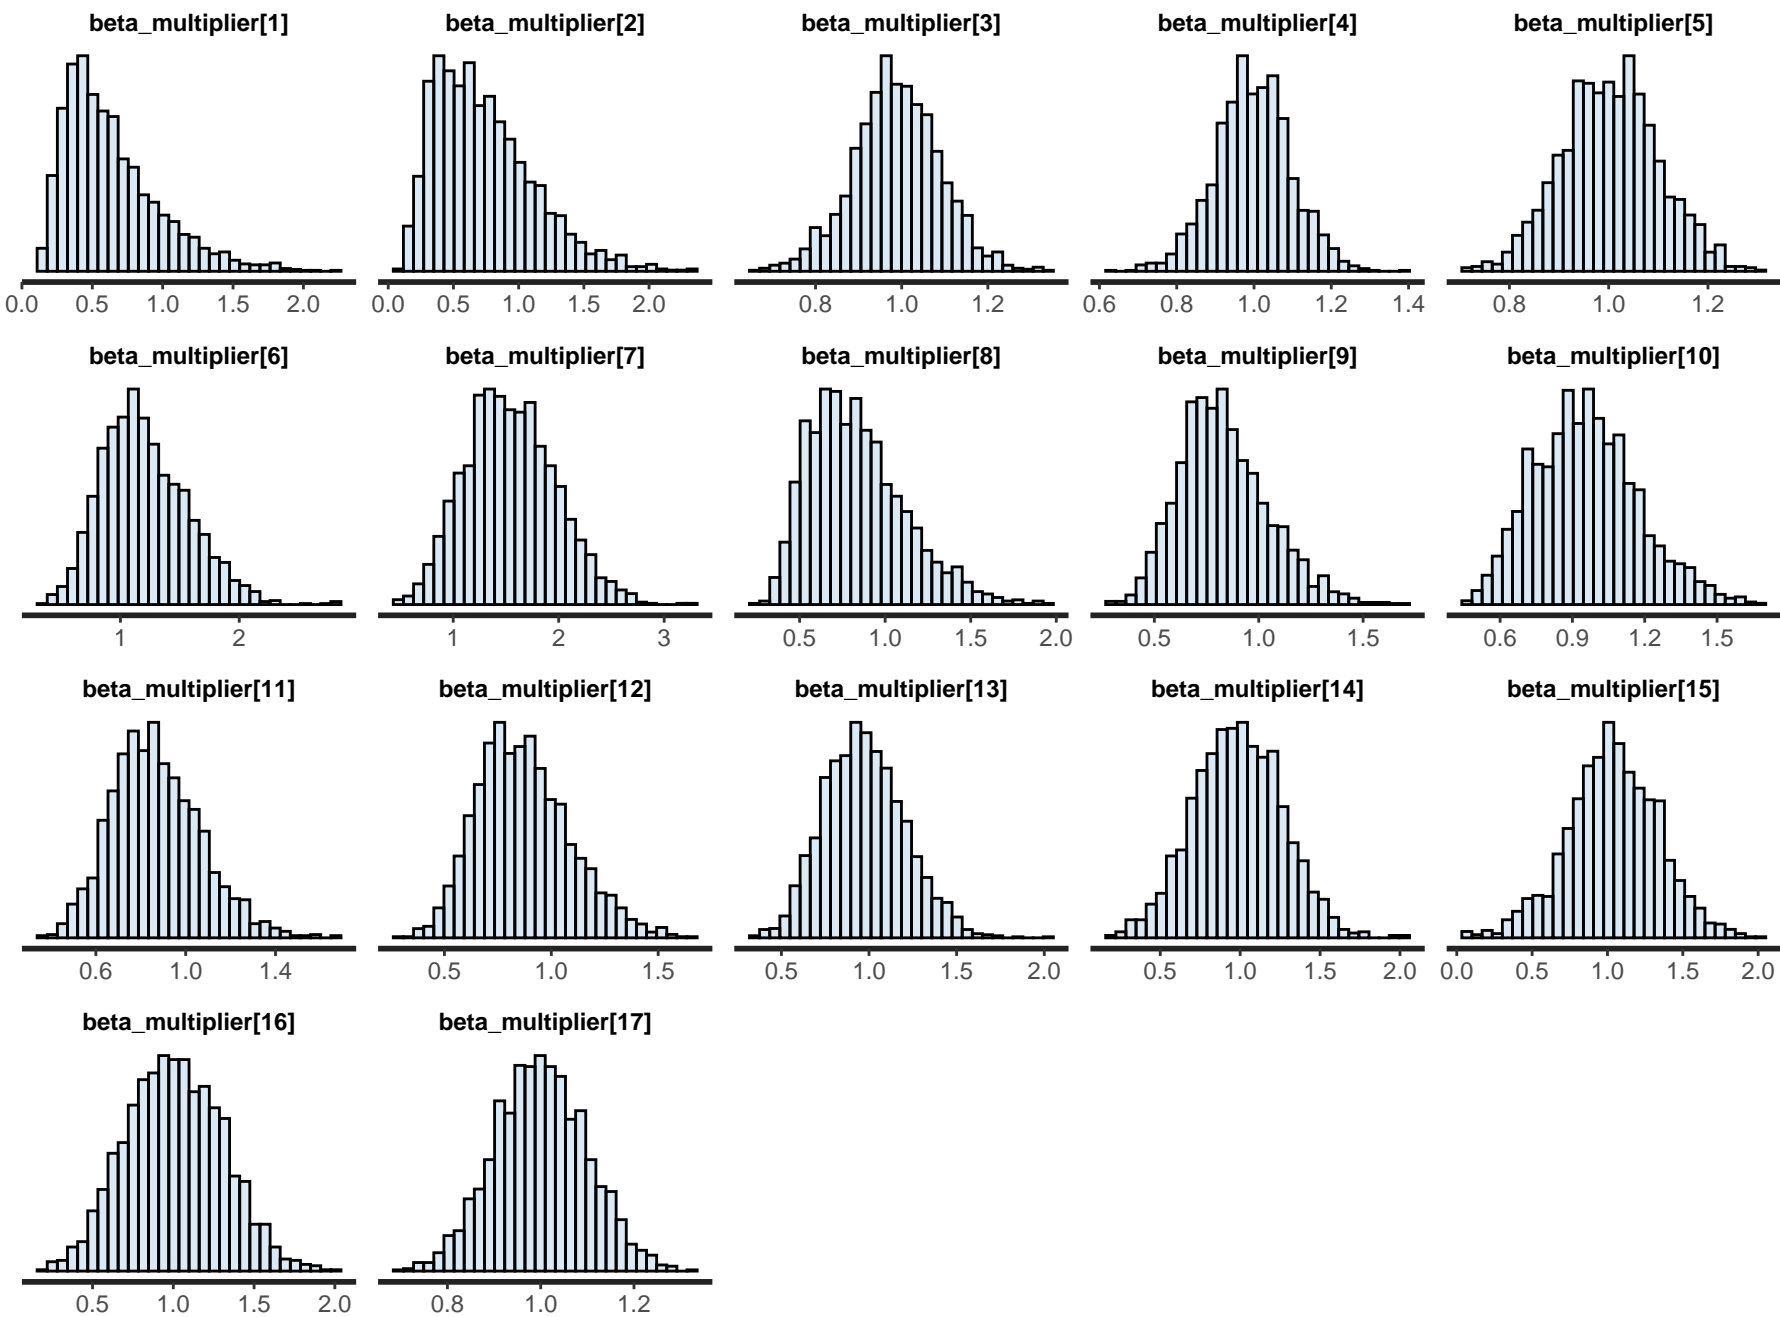 beta_multiplier[1] beta_multiplier[2] beta_multiplier[3] beta_multiplier[4] beta_multiplier[5]
0.0 0.5 1.0 1.5 2.0 0.0 0.5 1.0 1.5 2.0 0.8 1.0 1.2 0.6 0.8 1.0 1.2 1.4 0.8 1.0 1.2
beta_multiplier[6] beta_multiplier[7] beta_multiplier[8] beta_multiplier[9] beta_multiplier[10]
1 2 1 2 3 0.5 1.0 1.5 2.0 0.5 1.0 1.5 0.6 0.9 1.2 1.5
beta_multiplier[11] beta_multiplier[12] beta_multiplier[13] beta_multiplier[14] beta_multiplier[15]
0.6 1.0 1.4 0.5 1.0 1.5 0.5 1.0 1.5 2.0 0.5 1.0 1.5 2.0 0.0 0.5 1.0 1.5 2.0
beta_multiplier[16] beta_multiplier[17]
0.5 1.0 1.5 2.0 0.8 1.0 1.2